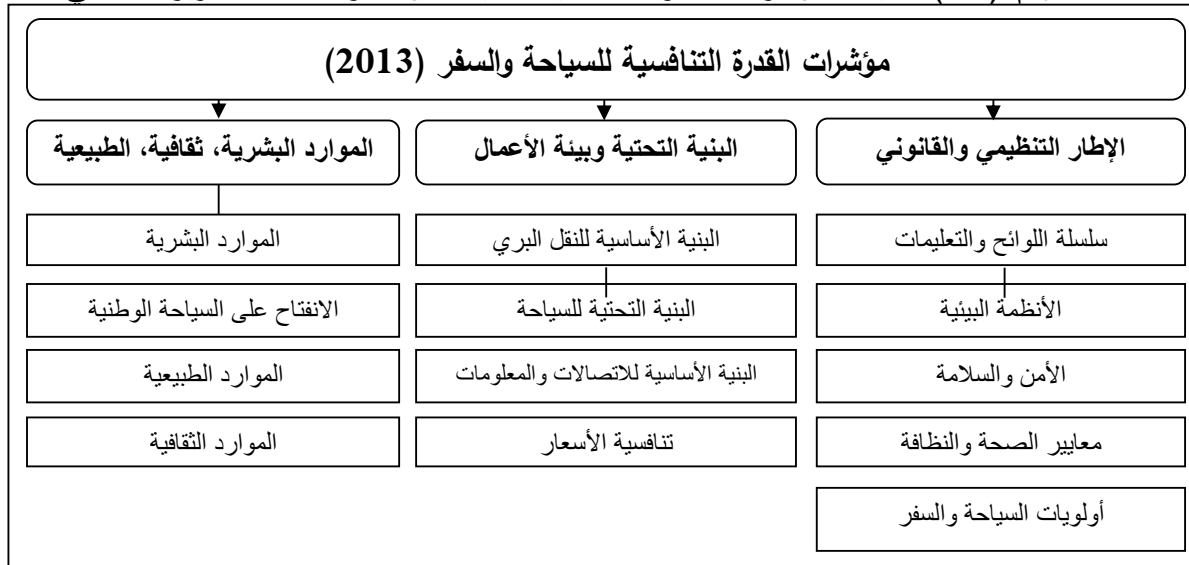 مؤشرات القدرة التنافسية للسياحة والسفر (2013)
الإطار التنظيمي والقانوني
سلسلة اللوائح والتعليمات
الأنظمة البيئية
الأمن والسلامة
معايير الصحة والنظافة
أولويات السياحة والسفر
البنية التحتية وبيئة الأعمال
البنية الأساسية للنقل البري
البنية التحتية للسياحة
البنية الأساسية للاتصالات والمعلومات
تنافسية الأسعار
الموارد البشرية، ثقافية، الطبيعية
الموارد البشرية
الانفتاح على السياحة الوطنية
الموارد الطبيعية
الموارد الثقافية